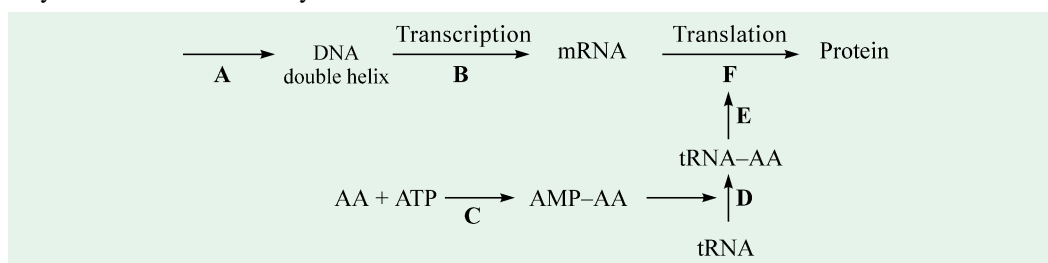 Transcription Translation
DNA mRNA Protein
A double helix B F
E
tRNA–AA
AA + ATP AMP–AA D
C
tRNA